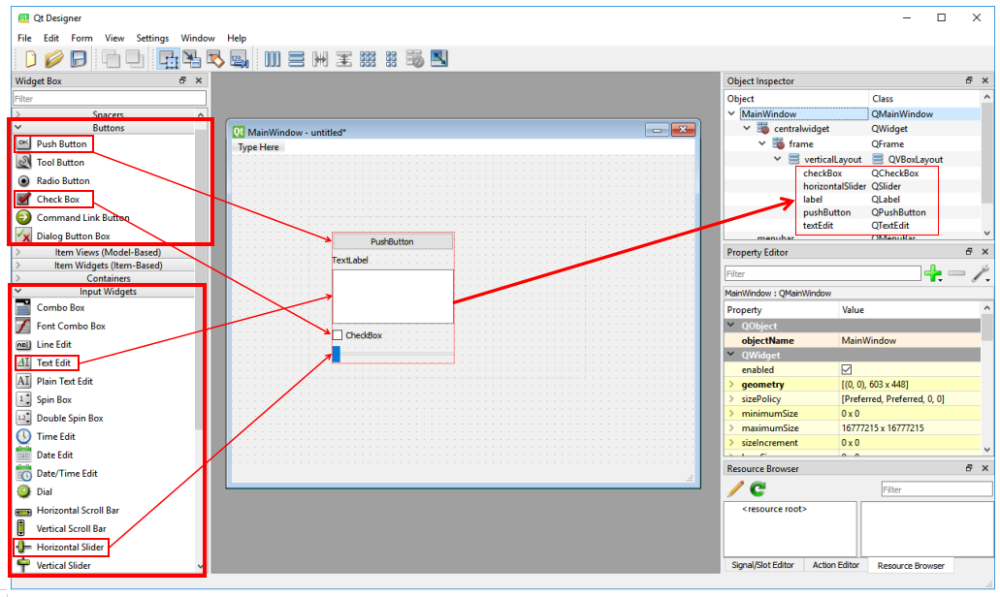 Qt Designer
File Edit Form View Settings Window Help
Widget Box
Filter
Spacers
Buttons
Push Button
Tool Button
Radio Button
Check Box
Command Link Button
Dialog Button Box
Item Views (Model-Based)
Item Widgets (Item-Based)
Containers
Input Widgets
Combo Box
Font Combo Box
Line Edit
Text Edit
Plain Text Edit
Spin Box
Double Spin Box
Time Edit
Date Edit
Date/Time Edit
Dial
Horizontal Scroll Bar
Vertical Scroll Bar
Horizontal Slider
Vertical Slider
MainWindow - untitled*
Type Here
PushButton
TextLabel
CheckBox
Object Inspector
Object Class
MainWindow QMainWindow
centralwidget QWidget
frame QFrame
verticalLayout QVBoxLayout
checkBox QCheckBox
horizontalSlider QSlider
label QLabel
pushButton QPushButton
textEdit QTextEdit
menubar QMenuBar
Property Editor
Filter
MainWindow : QMainWindow
Property Value
QObject
objectName MainWindow
QWidget
enabled
geometry [(0, 0), 603 x 448]
sizePolicy [Preferred, Preferred, 0, 0]
minimumSize 0 x 0
maximumSize 16777215 x 16777215
sizeIncrement 0 x 0
Resource Browser
Filter
<resource root>
Signal/Slot Editor Action Editor Resource Browser